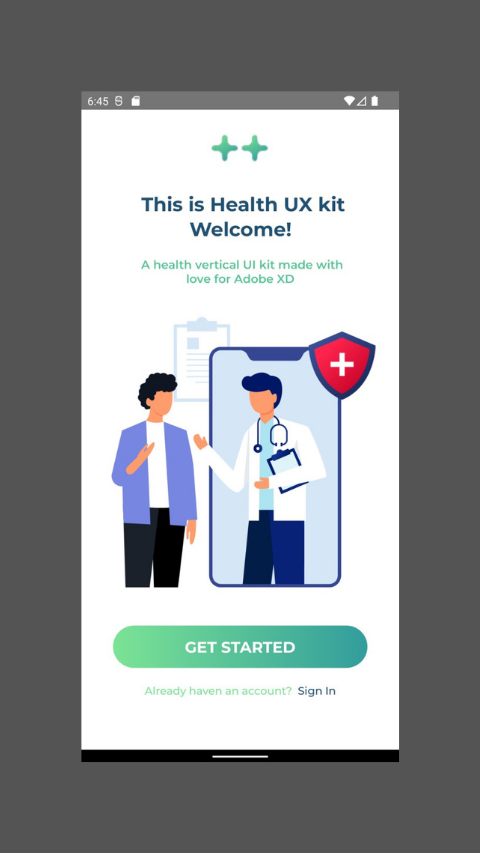 6:45
This is Health UX kit
Welcome!
A health vertical UI kit made with
love for Adobe XD
GET STARTED
Already haven an account? Sign In